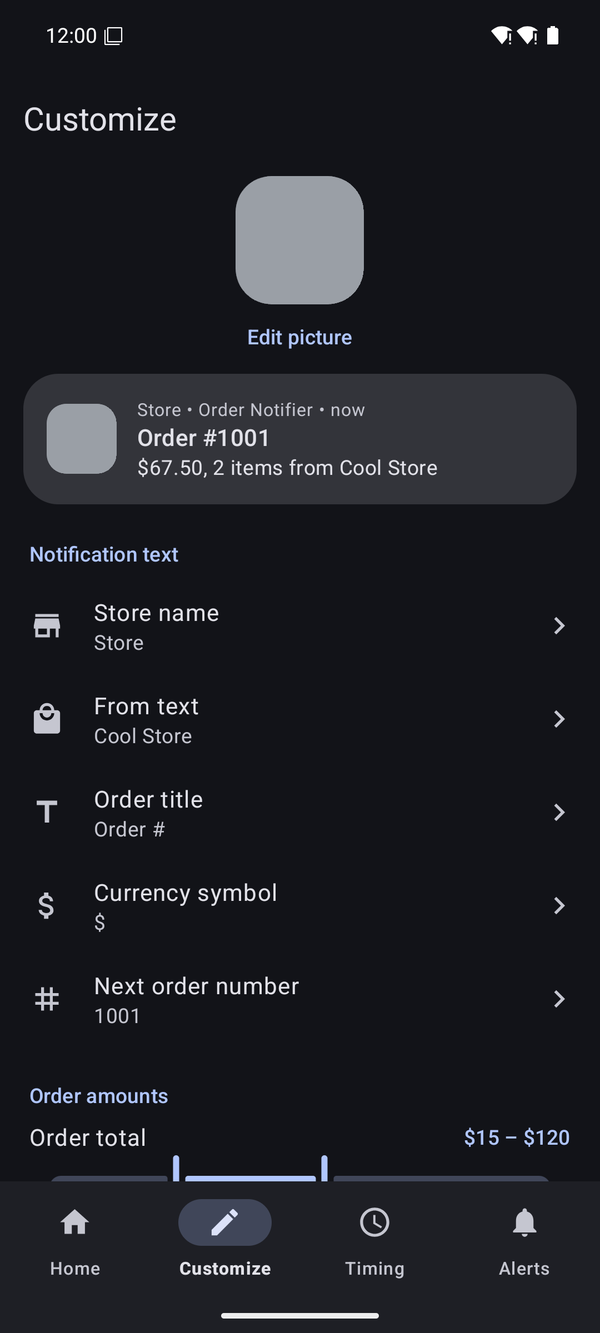 12:00
Customize
Edit picture
Store • Order Notifier • now
Order #1001
$67.50, 2 items from Cool Store
Notification text
Store name
Store
From text
Cool Store
Order title
Order #
Currency symbol
$
Next order number
1001
Order amounts
Order total
$15 – $120
Home
Customize
Timing
Alerts